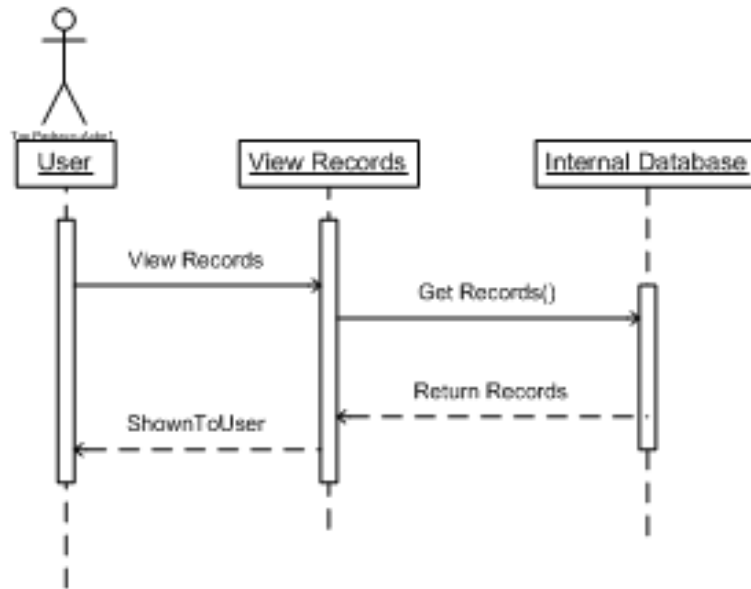 User
View Records
Internal Database
View Records
Get Records()
Return Records
ShownToUser